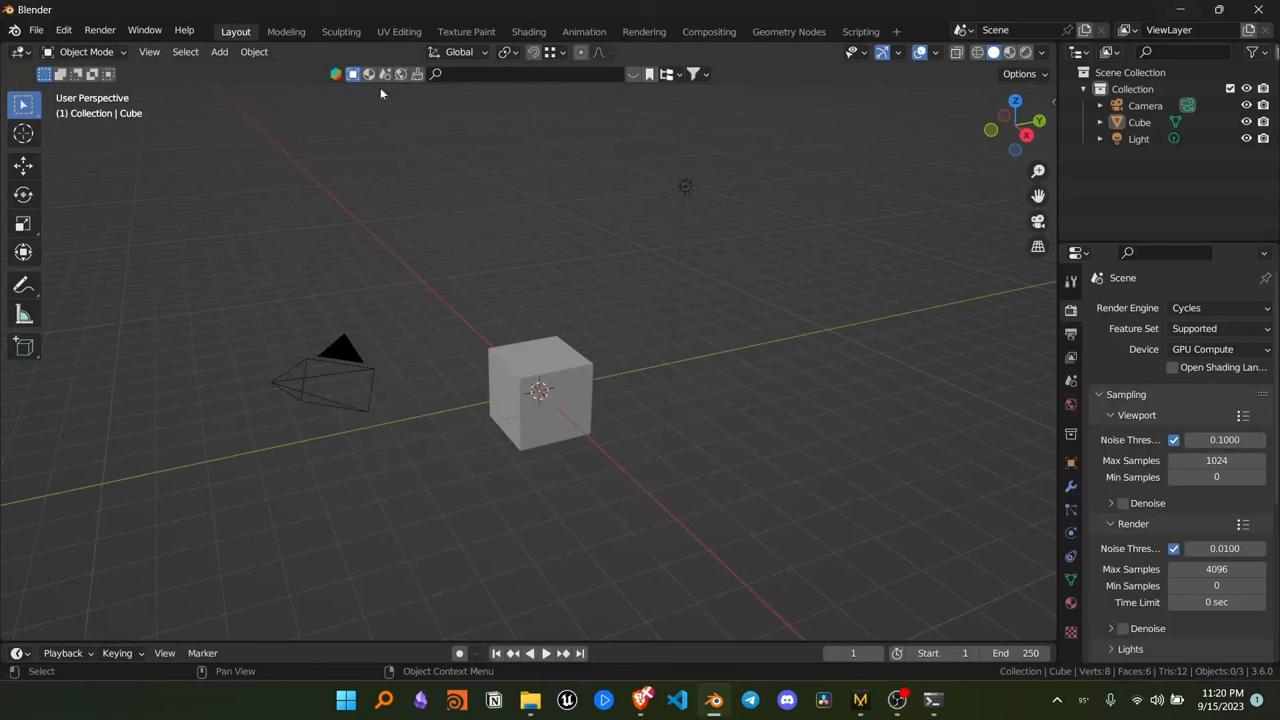 Blender
File Edit Render Window Help Layout Modeling Sculpting UV Editing Texture Paint Shading Animation Rendering Compositing Geometry Nodes Scripting + Scene ViewLayer
Object Mode View Select Add Object Global
Options
User Perspective
(1) Collection | Cube
Z
Y
X
Scene Collection
Collection
Camera
Cube
Light
Scene
Render Engine Cycles
Feature Set Supported
Device GPU Compute
Open Shading Lan...
Sampling
Viewport
Noise Thres... 0.1000
Max Samples 1024
Min Samples 0
Denoise
Render
Noise Thres... 0.0100
Max Samples 4096
Min Samples 0
Time Limit 0 sec
Denoise
Lights
Playback Keying View Marker 1 Start 1 End 250
Select Pan View Object Context Menu Collection | Cube | Verts:8 | Faces:6 | Tris:12 | Objects:0/3 | 3.6.0
95° 11:20 PM
9/15/2023